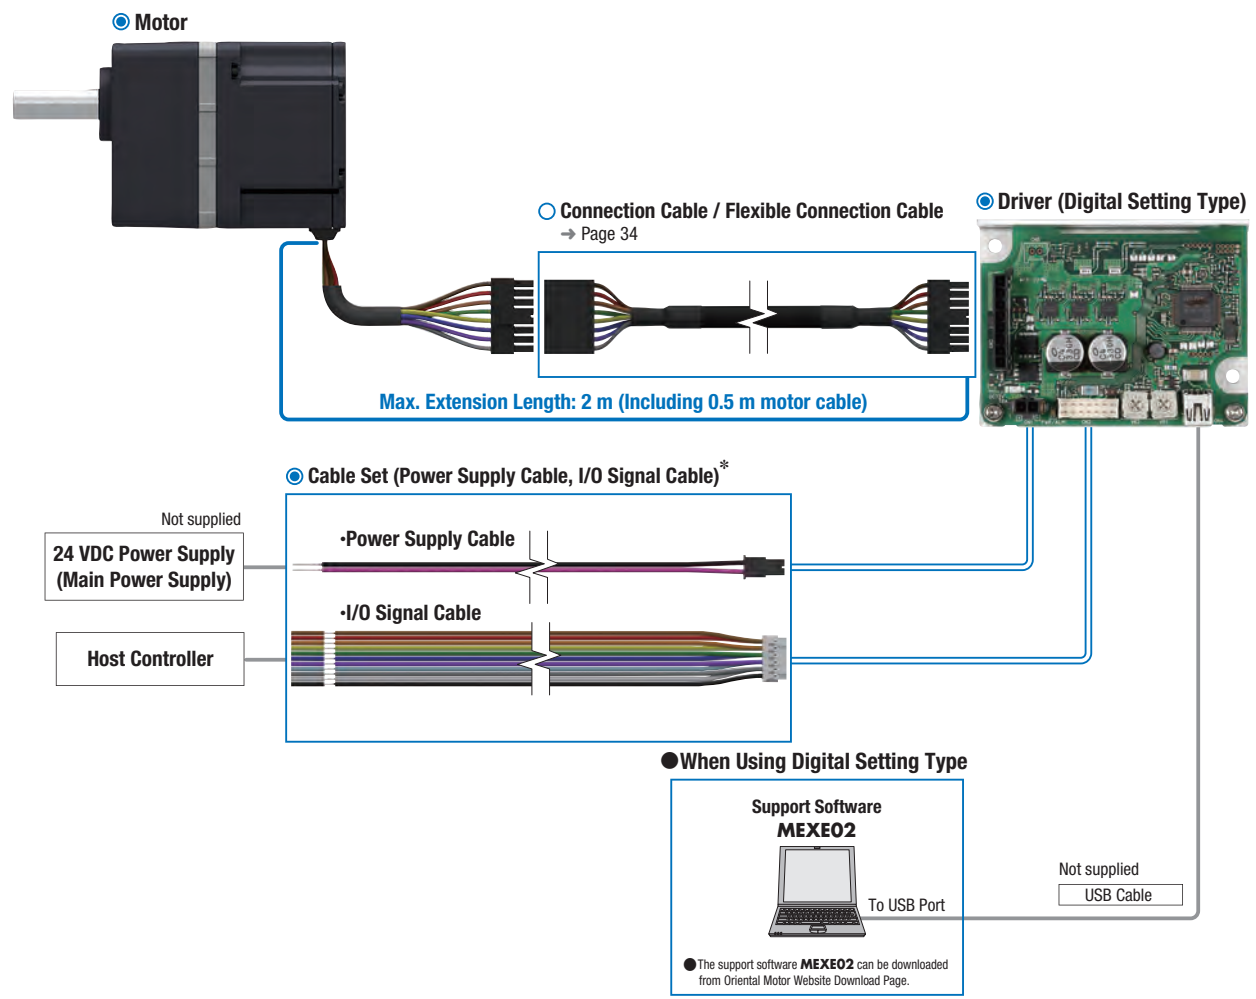 Motor
Connection Cable / Flexible Connection Cable
→ Page 34
Driver (Digital Setting Type)
Max. Extension Length: 2 m (Including 0.5 m motor cable)
Cable Set (Power Supply Cable, I/O Signal Cable)*
Not supplied
24 VDC Power Supply
(Main Power Supply)
·Power Supply Cable
·I/O Signal Cable
Host Controller
●When Using Digital Setting Type
Support Software
MEXE02
To USB Port
Not supplied
USB Cable
●The support software MEXE02 can be downloaded
from Oriental Motor Website Download Page.